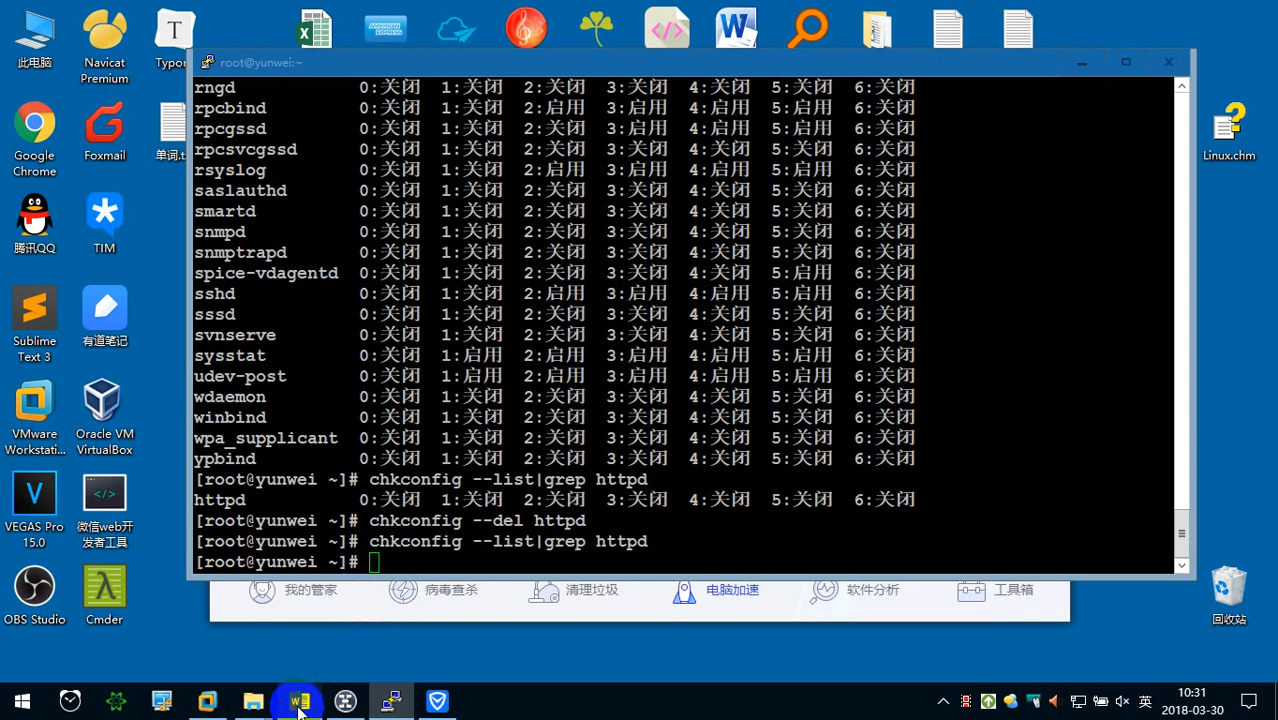 此电脑
Navicat
Premium
Typor
AMERICAN
EXPRESS
root@yunwei:~
rngd 0:关闭 1:关闭 2:关闭 3:关闭 4:关闭 5:关闭 6:关闭
rpcbind 0:关闭 1:关闭 2:启用 3:启用 4:启用 5:启用 6:关闭
rpcgssd 0:关闭 1:关闭 2:关闭 3:启用 4:启用 5:启用 6:关闭
rpcsvcgssd 0:关闭 1:关闭 2:关闭 3:关闭 4:关闭 5:关闭 6:关闭
rsyslog 0:关闭 1:关闭 2:启用 3:启用 4:启用 5:启用 6:关闭
saslauthd 0:关闭 1:关闭 2:关闭 3:关闭 4:关闭 5:关闭 6:关闭
smartd 0:关闭 1:关闭 2:关闭 3:关闭 4:关闭 5:关闭 6:关闭
snmpd 0:关闭 1:关闭 2:关闭 3:关闭 4:关闭 5:关闭 6:关闭
snmptrapd 0:关闭 1:关闭 2:关闭 3:关闭 4:关闭 5:关闭 6:关闭
spice-vdagentd 0:关闭 1:关闭 2:关闭 3:关闭 4:关闭 5:启用 6:关闭
sshd 0:关闭 1:关闭 2:启用 3:启用 4:启用 5:启用 6:关闭
sssd 0:关闭 1:关闭 2:关闭 3:关闭 4:关闭 5:关闭 6:关闭
svnserve 0:关闭 1:关闭 2:关闭 3:关闭 4:关闭 5:关闭 6:关闭
sysstat 0:关闭 1:启用 2:启用 3:启用 4:启用 5:启用 6:关闭
udev-post 0:关闭 1:启用 2:启用 3:启用 4:启用 5:启用 6:关闭
wdaemon 0:关闭 1:关闭 2:关闭 3:关闭 4:关闭 5:关闭 6:关闭
winbind 0:关闭 1:关闭 2:关闭 3:关闭 4:关闭 5:关闭 6:关闭
wpa_supplicant 0:关闭 1:关闭 2:关闭 3:关闭 4:关闭 5:关闭 6:关闭
ypbind 0:关闭 1:关闭 2:关闭 3:关闭 4:关闭 5:关闭 6:关闭
[root@yunwei ~]# chkconfig --list|grep httpd
httpd 0:关闭 1:关闭 2:关闭 3:关闭 4:关闭 5:关闭 6:关闭
[root@yunwei ~]# chkconfig --del httpd
[root@yunwei ~]# chkconfig --list|grep httpd
[root@yunwei ~]#
Google
Chrome
Foxmail
单词.t
Linux.chm
腾讯QQ
TIM
Sublime
Text 3
有道笔记
VMware
Workstati...
Oracle VM
VirtualBox
VEGAS Pro
15.0
微信web开
发者工具
OBS Studio
Cmder
我的管家 病毒查杀 清理垃圾 电脑加速 软件分析 工具箱
回收站
英
10:31
2018-03-30